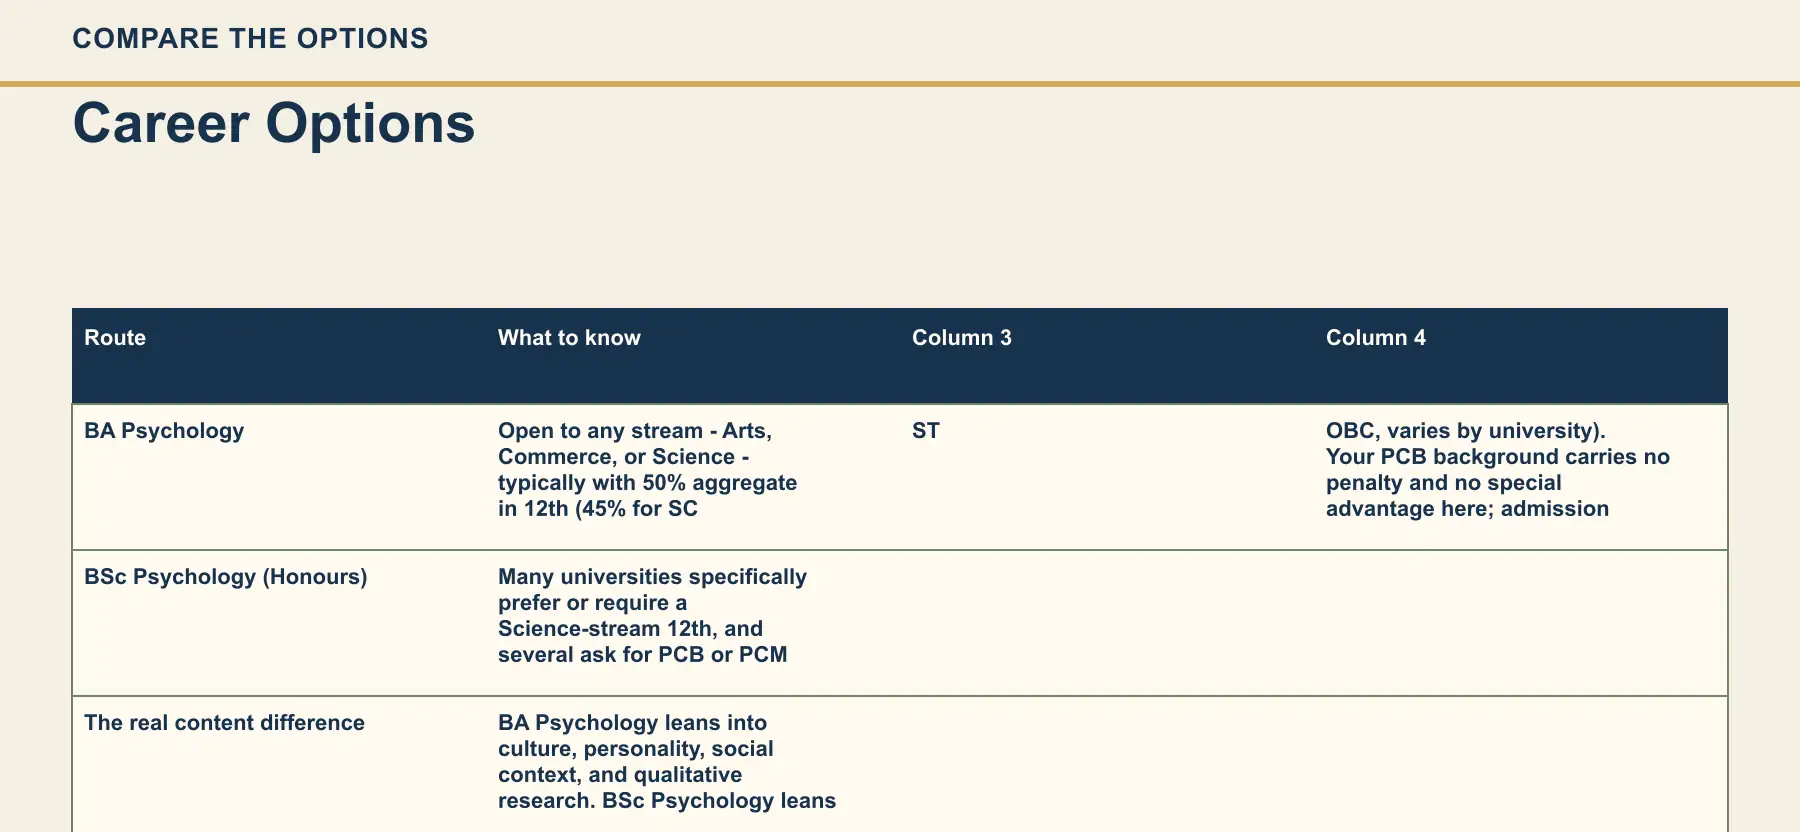 COMPARE THE OPTIONS
Career Options
Route
What to know
Column 3
Column 4
BA Psychology
Open to any stream - Arts,
Commerce, or Science -
typically with 50% aggregate
in 12th (45% for SC
ST
OBC, varies by university).
Your PCB background carries no
penalty and no special
advantage here; admission
BSc Psychology (Honours)
Many universities specifically
prefer or require a
Science-stream 12th, and
several ask for PCB or PCM
The real content difference
BA Psychology leans into
culture, personality, social
context, and qualitative
research. BSc Psychology leans